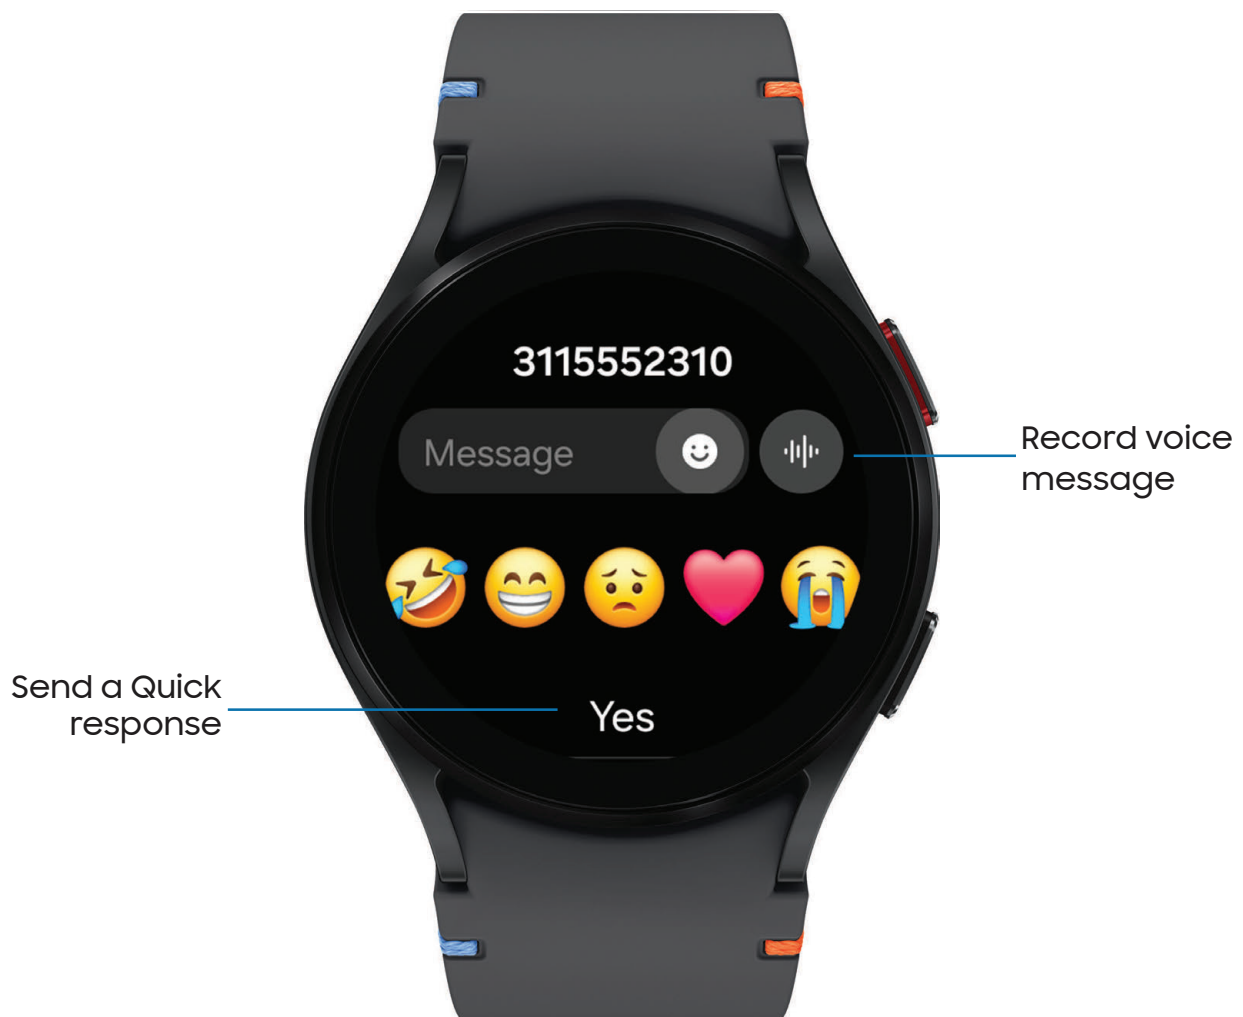 3115552310
Message
Record voice
message
Send a Quick
response
Yes